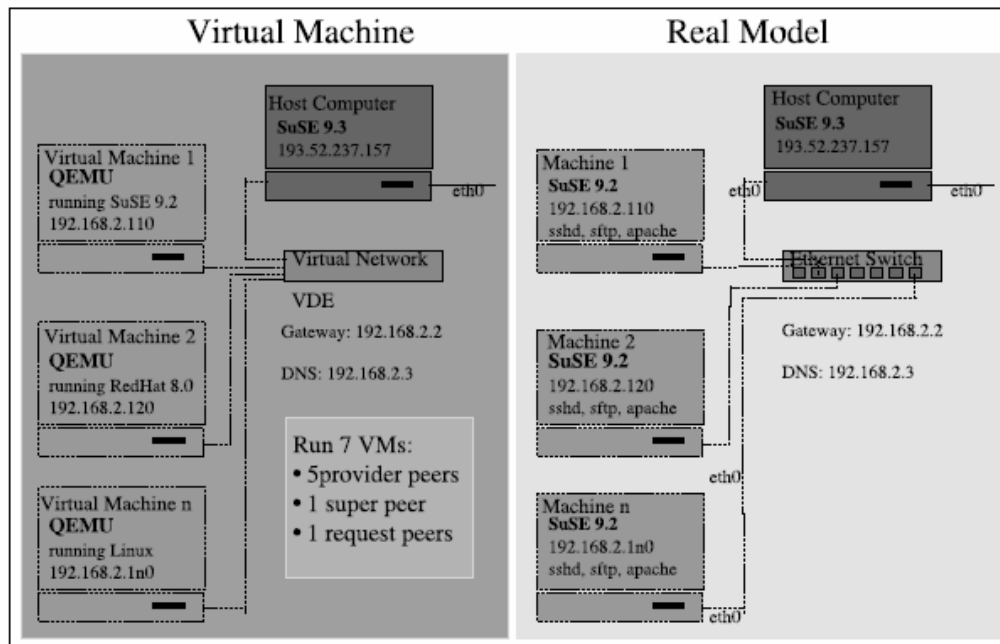 Virtual Machine
Host Computer
SuSE 9.3
193.52.237.157
eth0
Virtual Machine 1
QEMU
running SuSE 9.2
192.168.2.110
Virtual Network
VDE
Gateway: 192.168.2.2
DNS: 192.168.2.3
Virtual Machine 2
QEMU
running RedHat 8.0
192.168.2.120
Run 7 VMs:
• 5provider peers
• 1 super peer
• 1 request peers
Virtual Machine n
QEMU
running Linux
192.168.2.1n0
Real Model
Host Computer
SuSE 9.3
193.52.237.157
eth0
eth0
Machine 1
SuSE 9.2
192.168.2.110
sshd, sftp, apache
Ethernet Switch
Gateway: 192.168.2.2
DNS: 192.168.2.3
Machine 2
SuSE 9.2
192.168.2.120
sshd, sftp, apache
eth0
Machine n
SuSE 9.2
192.168.2.1n0
sshd, sftp, apache
eth0